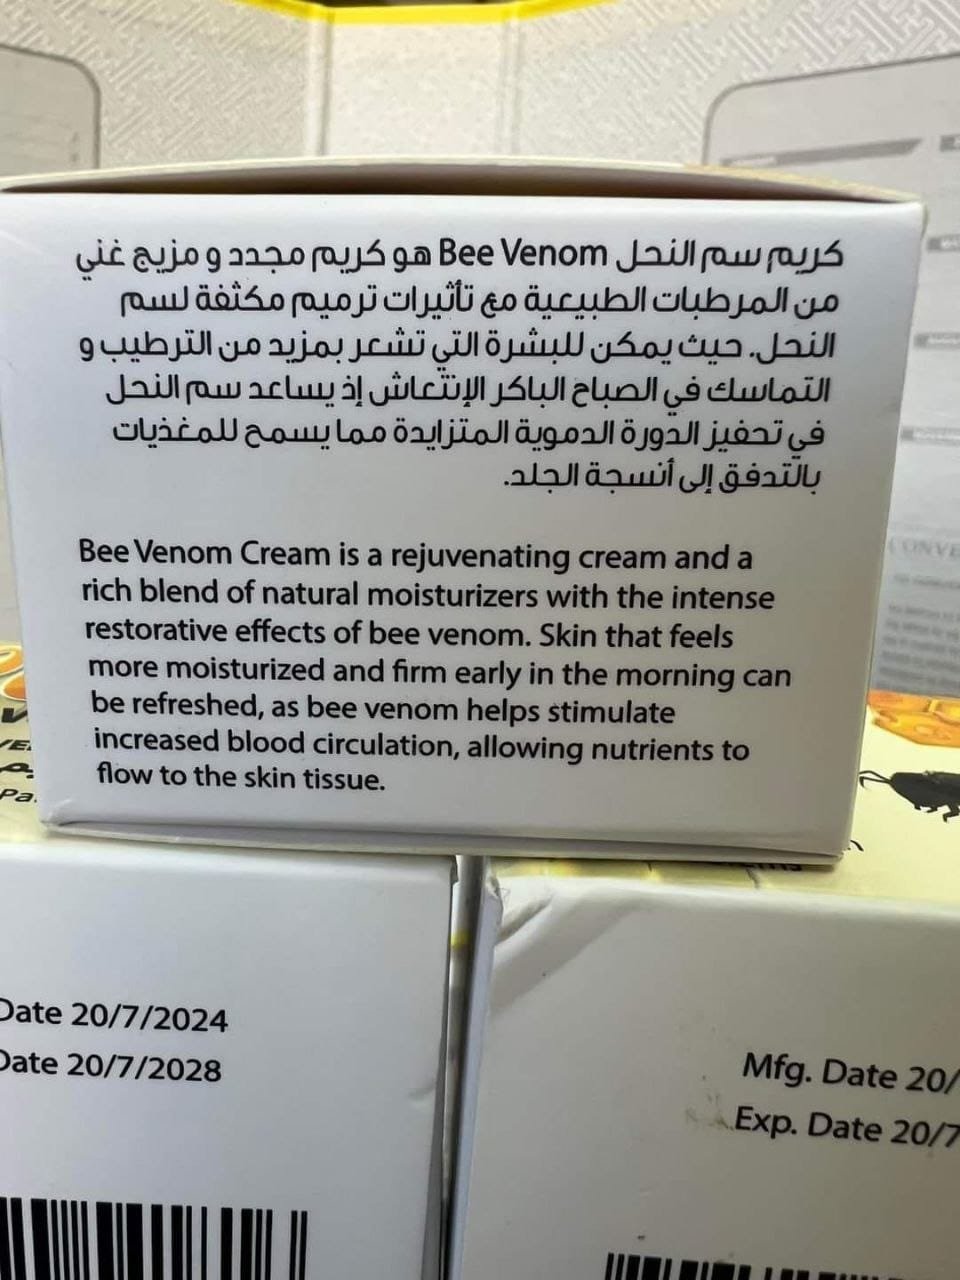 كريم سم النحل Bee Venom هو كريم مجدد و مزيج غني
من المرطبات الطبيعية مع تأثيرات ترميم مكثفة لسم
النحل. حيث يمكن للبشرة التي تشعر بمزيد من الترطيب و
التماسك في الصباح الباكر الإنتعاش إذ يساعد سم النحل
في تحفيز الدورة الدموية المتزايدة مما يسمح للمغذيات
بالتدفق إلى أنسجة الجلد.
Bee Venom Cream is a rejuvenating cream and a
rich blend of natural moisturizers with the intense
restorative effects of bee venom. Skin that feels
more moisturized and firm early in the morning can
be refreshed, as bee venom helps stimulate
increased blood circulation, allowing nutrients to
flow to the skin tissue.
Date 20/7/2024
Date 20/7/2028
Mfg. Date 20/
Exp. Date 20/7